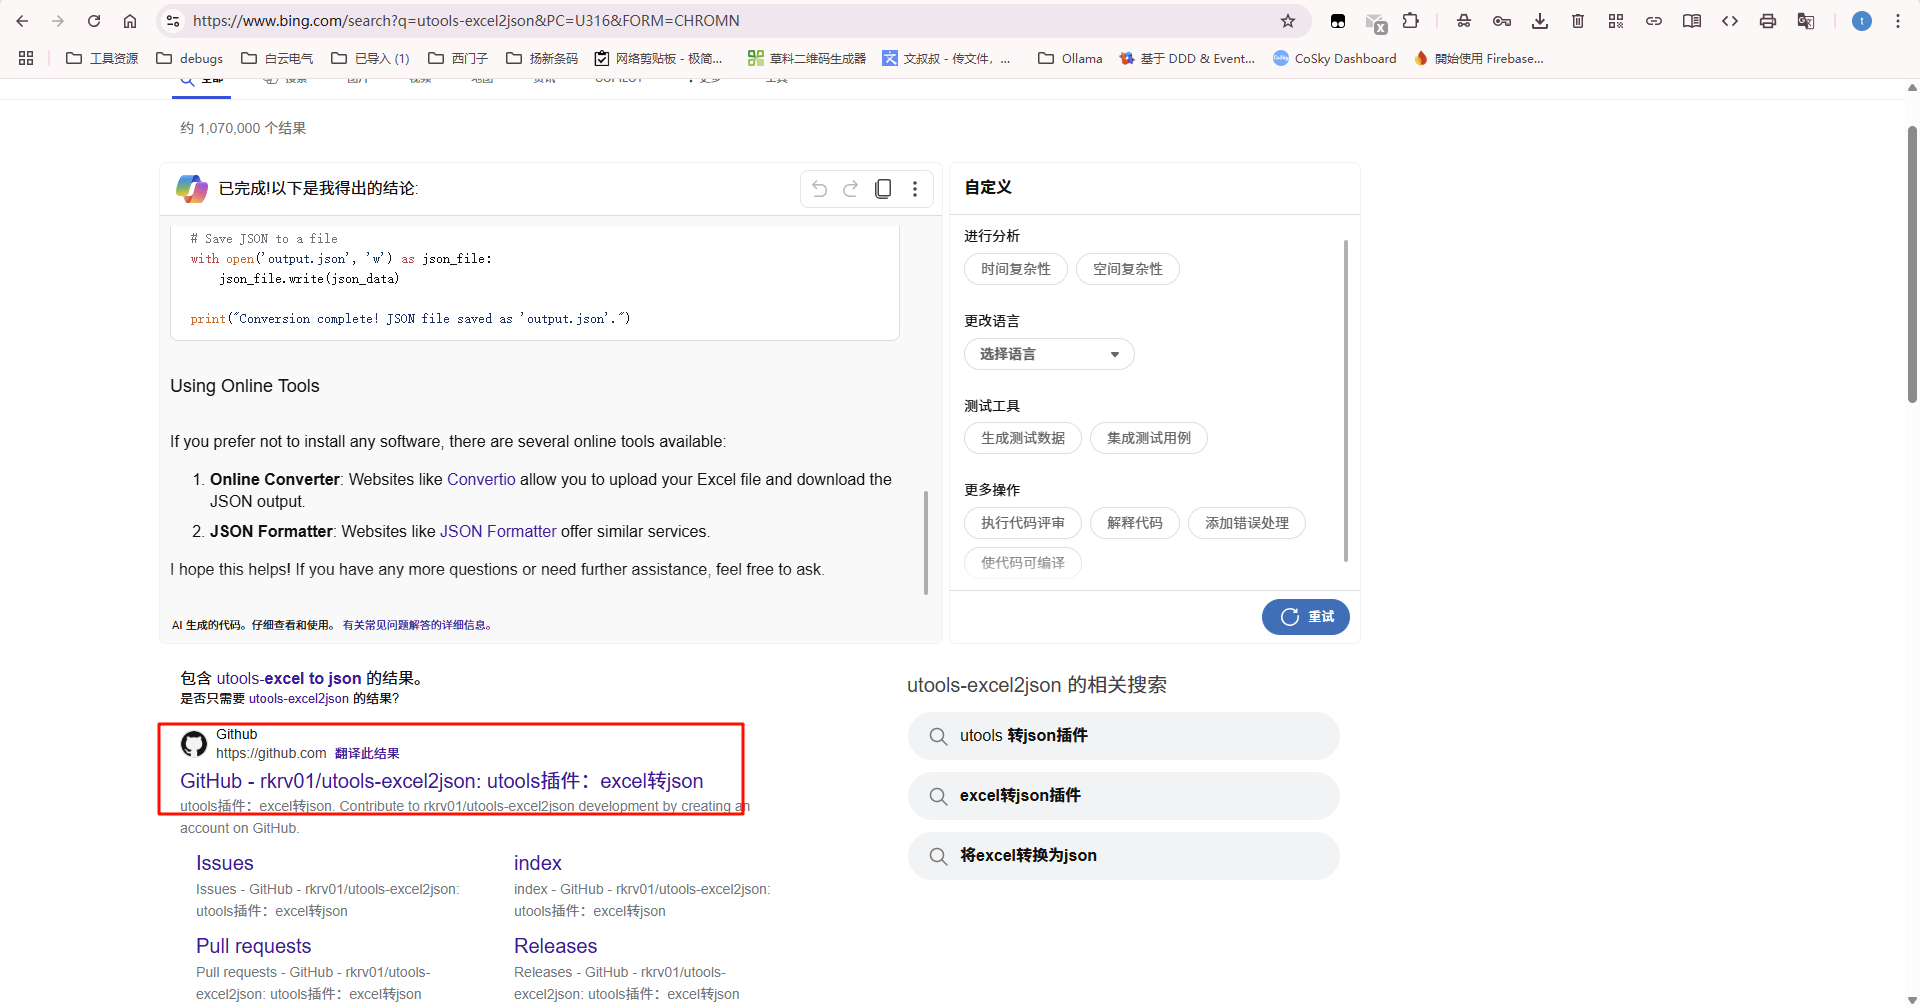 https://www.bing.com/search?q=utools-excel2json&PC=U316&FORM=CHROMN
工具资源 debugs 白云电气 已导入 (1) 西门子 扬新条码 网络剪贴板 - 极简... 草料二维码生成器 文叔叔 - 传文件，... Ollama 基于 DDD & Event... CoSky Dashboard 開始使用 Firebase...
全部 搜索 图片 视频 地图 资讯 COPILOT 更多 工具
约 1,070,000 个结果
已完成!以下是我得出的结论:
# Save JSON to a file
with open('output.json', 'w') as json_file:
    json_file.write(json_data)
print("Conversion complete! JSON file saved as 'output.json'.")
Using Online Tools
If you prefer not to install any software, there are several online tools available:
1. Online Converter: Websites like Convertio allow you to upload your Excel file and download the
JSON output.
2. JSON Formatter: Websites like JSON Formatter offer similar services.
I hope this helps! If you have any more questions or need further assistance, feel free to ask.
AI 生成的代码。仔细查看和使用。 有关常见问题解答的详细信息。
自定义
进行分析
时间复杂性 空间复杂性
更改语言
选择语言
测试工具
生成测试数据 集成测试用例
更多操作
执行代码评审 解释代码 添加错误处理
使代码可编译
重试
包含 utools-excel to json 的结果。
是否只需要 utools-excel2json 的结果?
Github
https://github.com 翻译此结果
GitHub - rkrv01/utools-excel2json: utools插件：excel转json
utools插件：excel转json. Contribute to rkrv01/utools-excel2json development by creating an
account on GitHub.
Issues
Issues - GitHub - rkrv01/utools-excel2json:
utools插件：excel转json
index
index - GitHub - rkrv01/utools-excel2json:
utools插件：excel转json
Pull requests
Pull requests - GitHub - rkrv01/utools-
excel2json: utools插件：excel转json
Releases
Releases - GitHub - rkrv01/utools-
excel2json: utools插件：excel转json
utools-excel2json 的相关搜索
utools 转json插件
excel转json插件
将excel转换为json
t
x